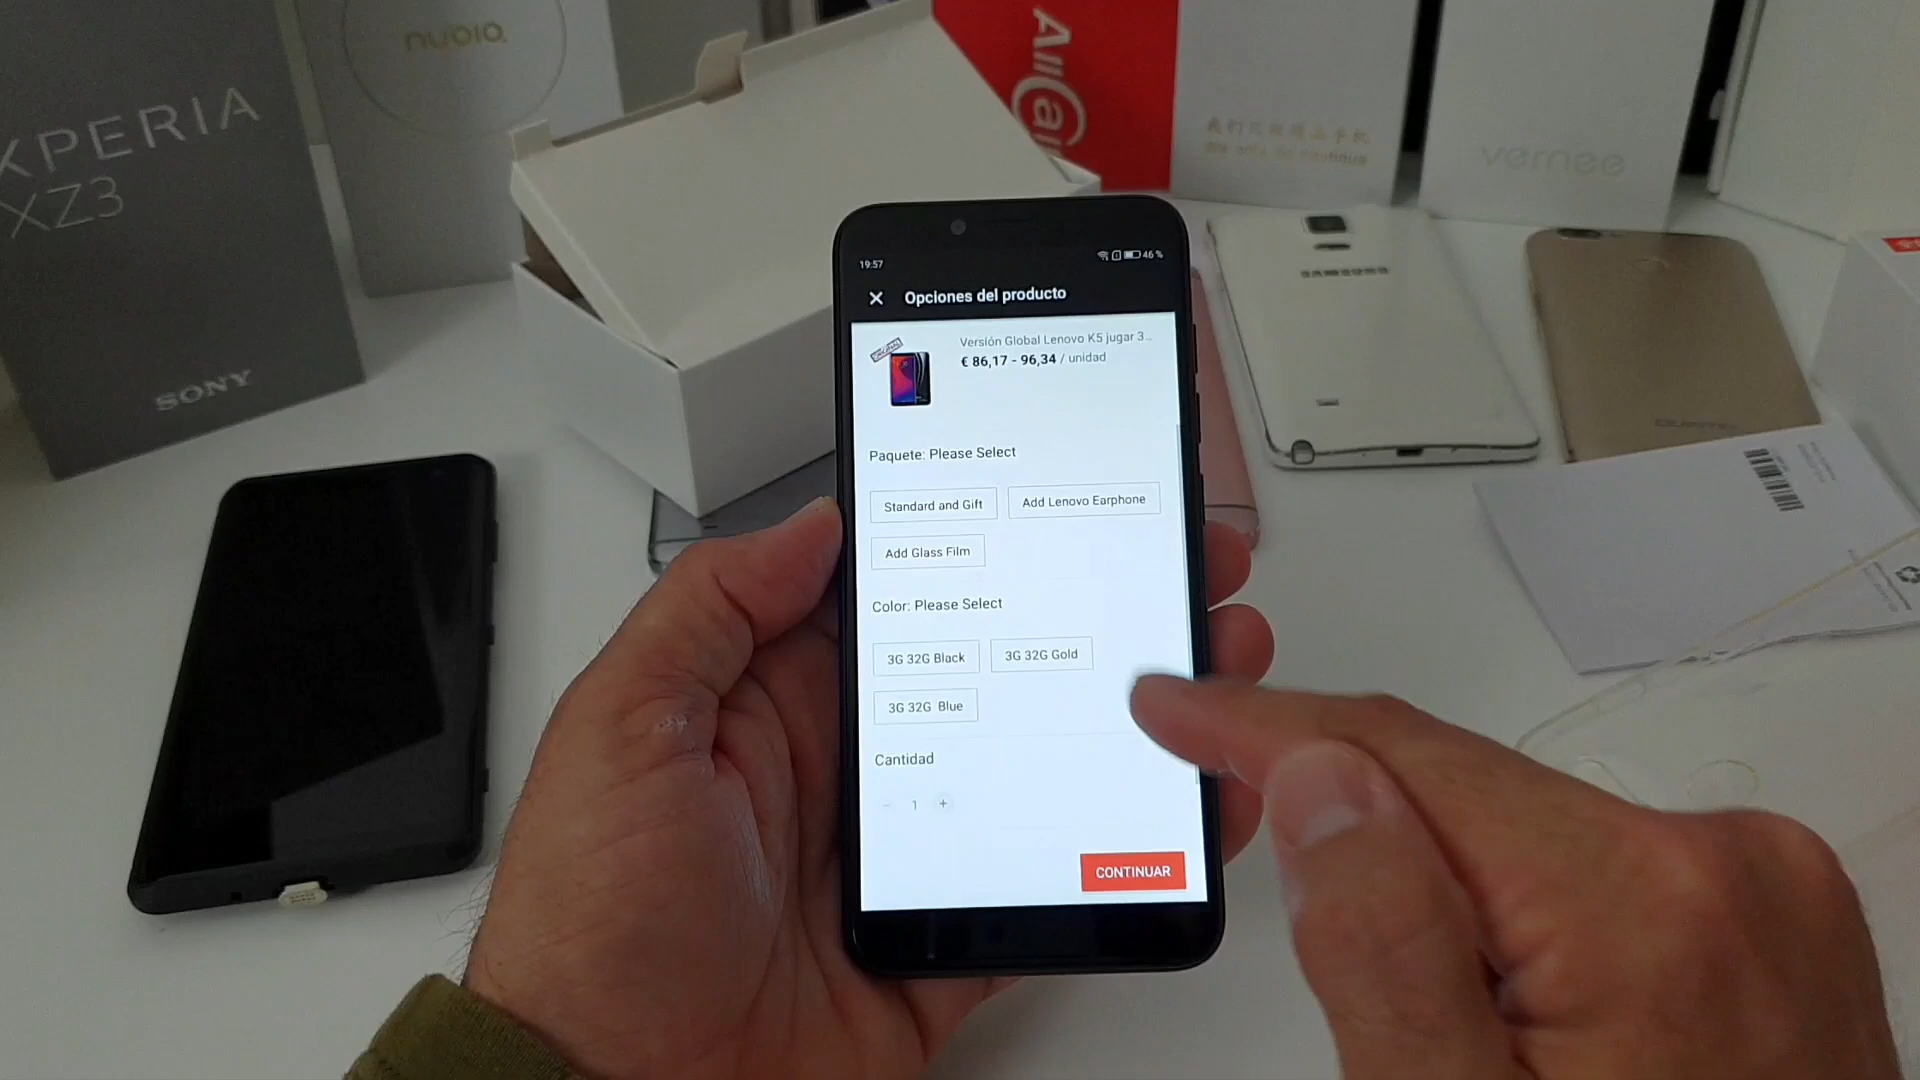 nubia
XPERIA
XZ3
SONY
vernee
SAMSUNG
19:57
46 %
Opciones del producto
ORIGINAL
Versión Global Lenovo K5 jugar 3...
€ 86,17 - 96,34 / unidad
Paquete: Please Select
Standard and Gift
Add Lenovo Earphone
Add Glass Film
Color: Please Select
3G 32G Black
3G 32G Gold
3G 32G Blue
Cantidad
1
CONTINUAR